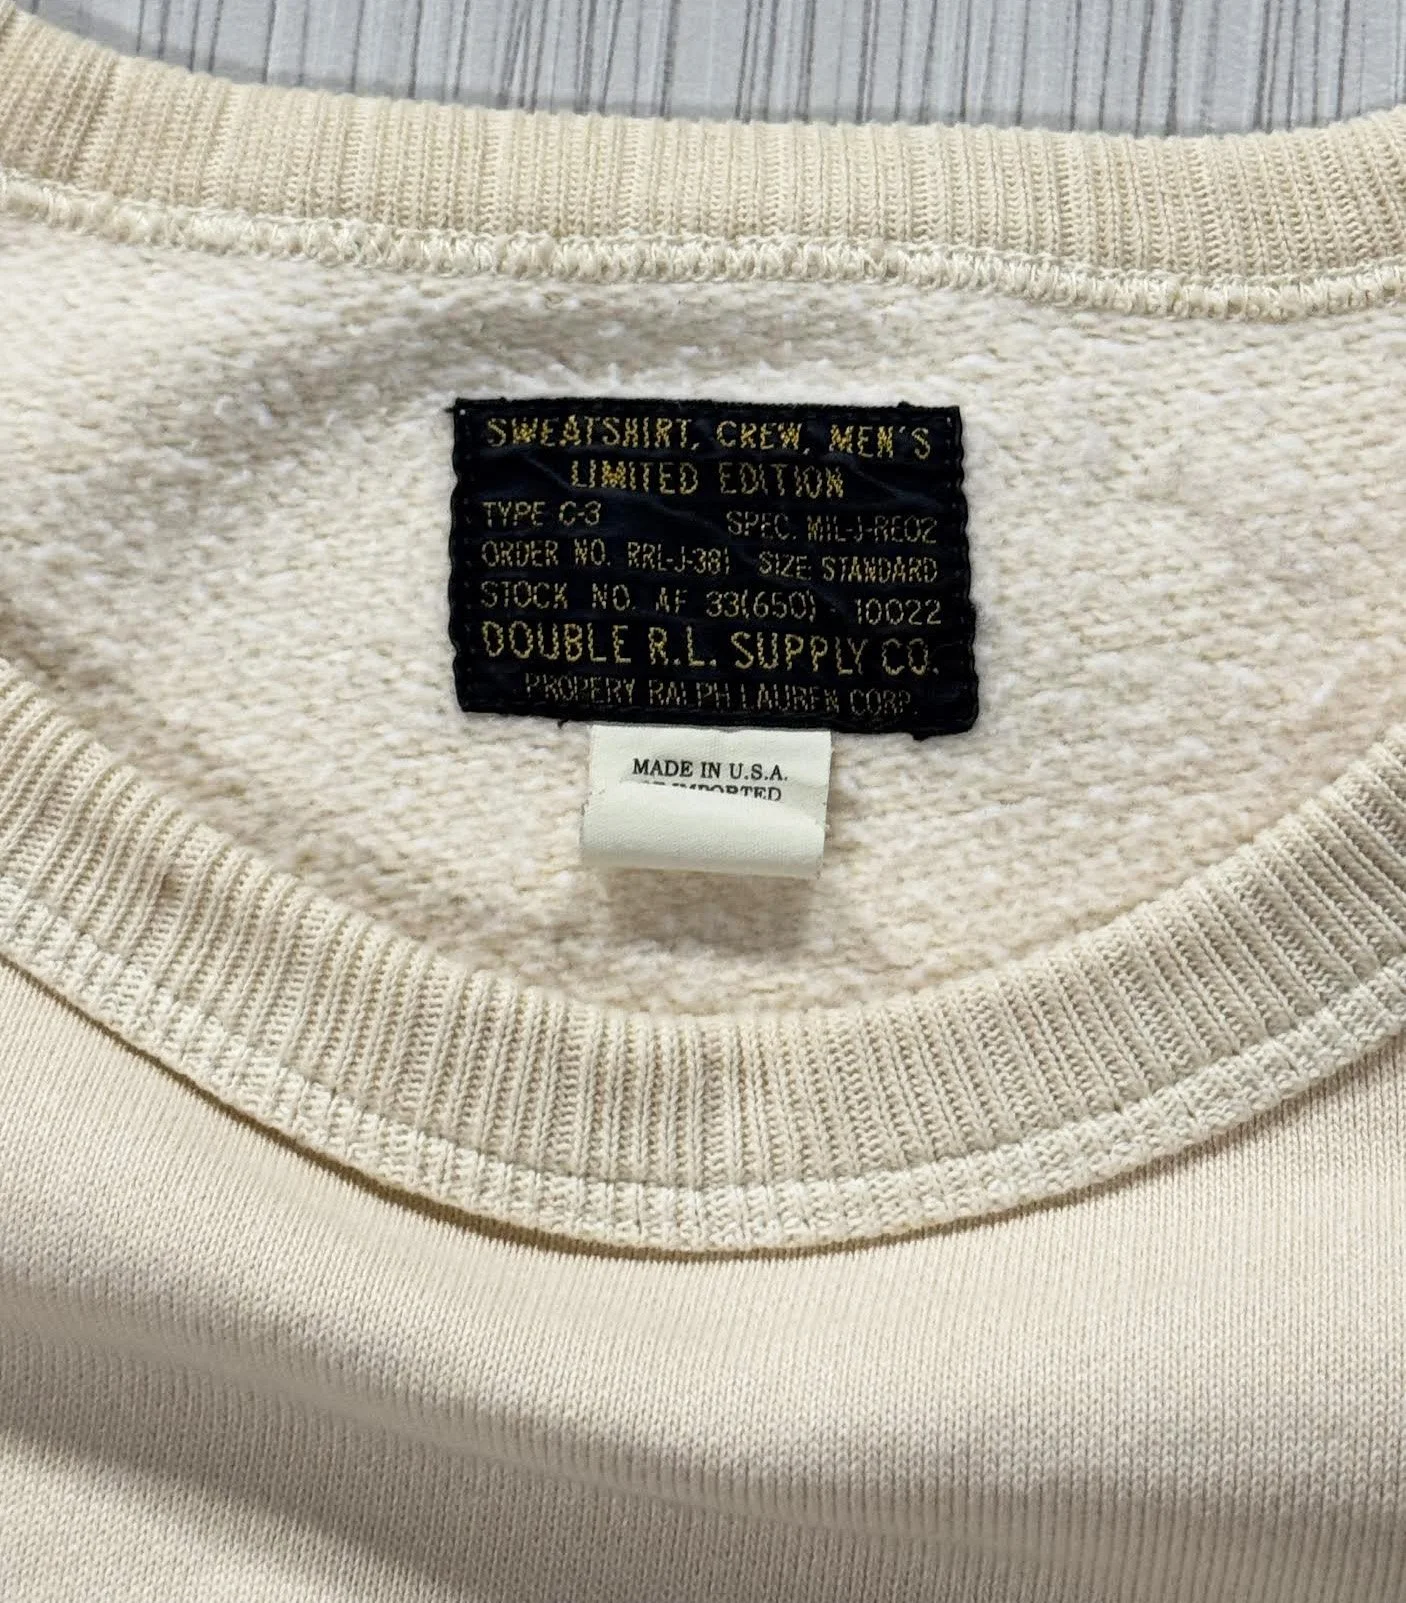 SWEATSHIRT, CREW, MEN'S
LIMITED EDITION
TYPE C-3 SPEC. MIL-J-RE02
ORDER NO. RRL-J-381 SIZE STANDARD
STOCK NO. AF 33(650) - 10022
DOUBLE R.L. SUPPLY CO.
PROPERY RALPH LAUREN CORP.
MADE IN U.S.A.
IMPORTED